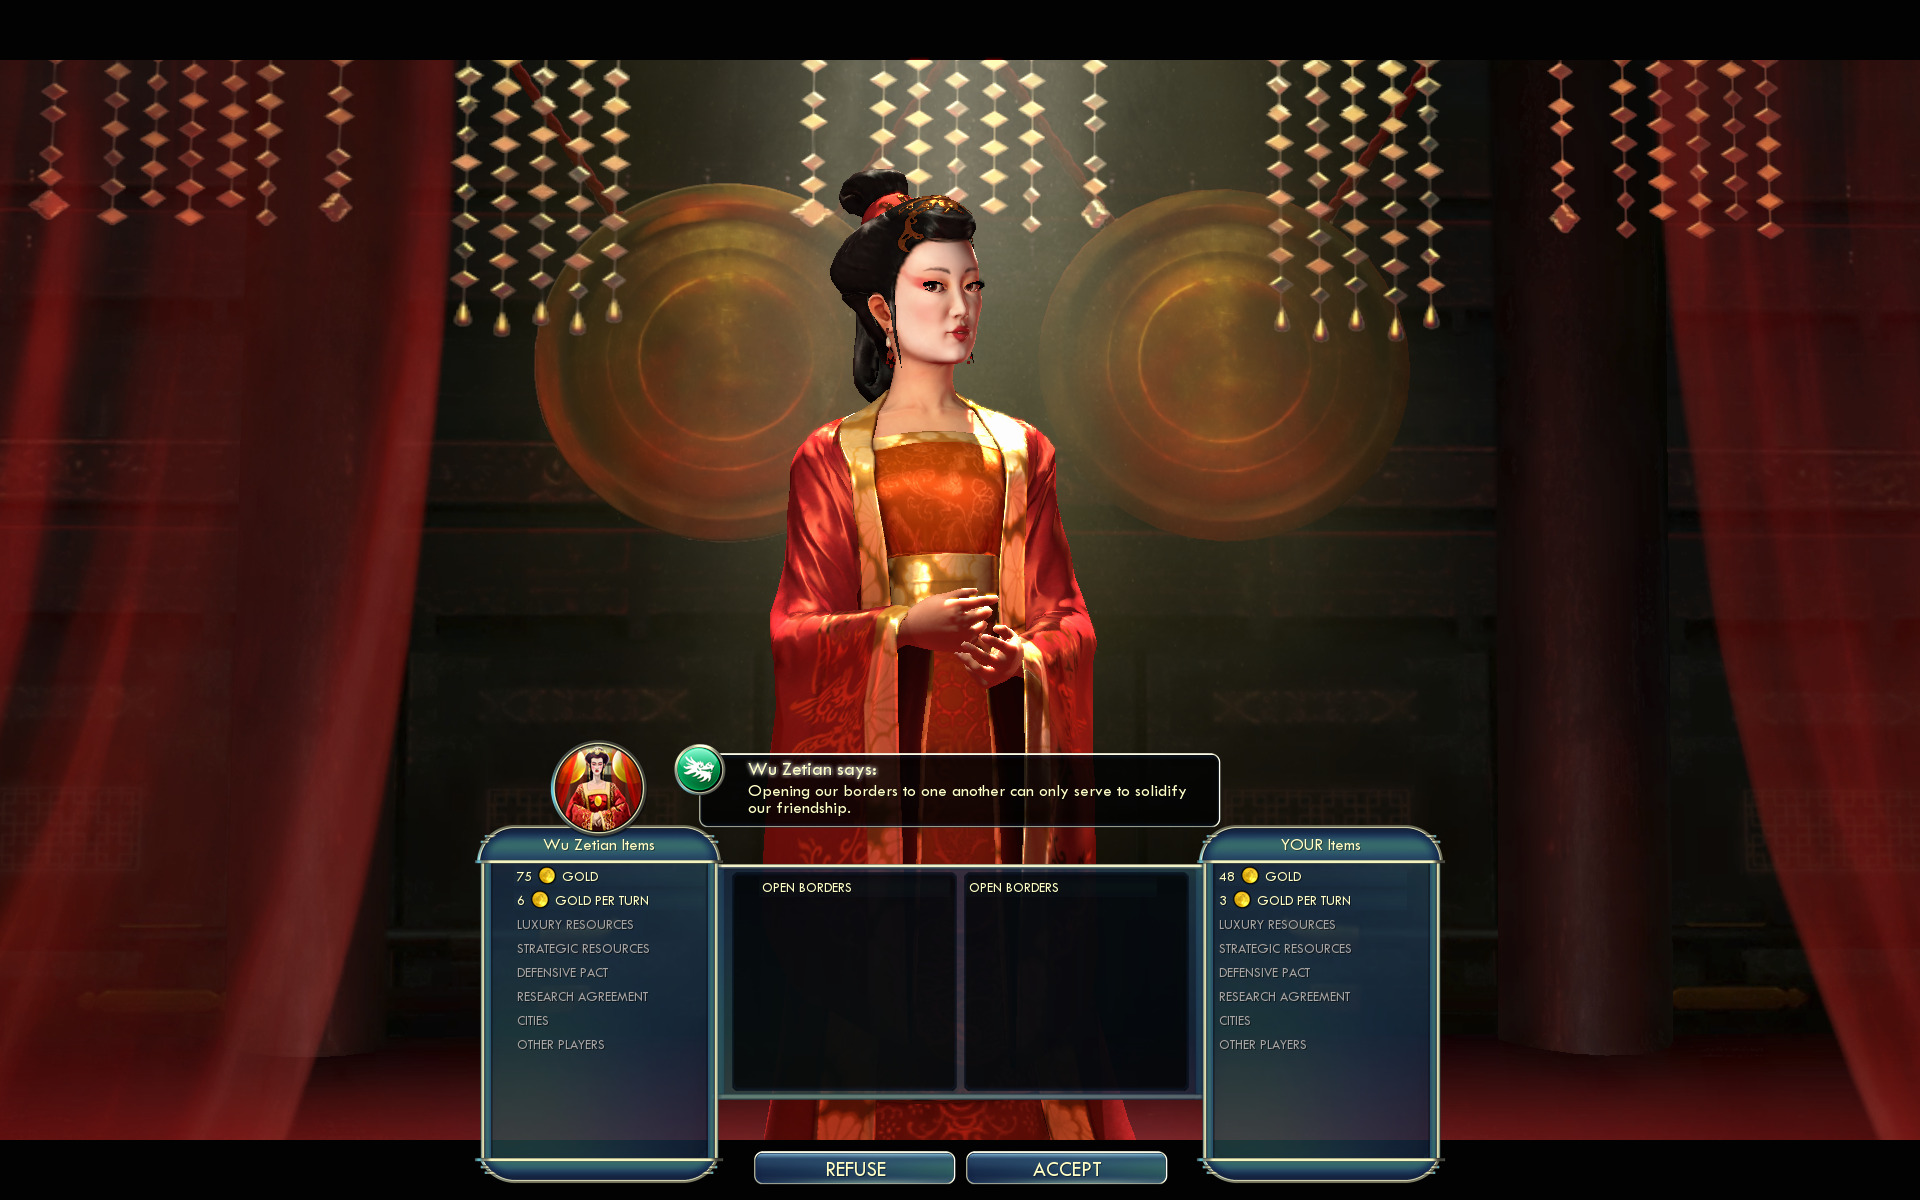 Wu Zetian says:
Opening our borders to one another can only serve to solidify
our friendship.
Wu Zetian Items
75 GOLD
6 GOLD PER TURN
LUXURY RESOURCES
STRATEGIC RESOURCES
DEFENSIVE PACT
RESEARCH AGREEMENT
CITIES
OTHER PLAYERS
OPEN BORDERS
OPEN BORDERS
YOUR Items
48 GOLD
3 GOLD PER TURN
LUXURY RESOURCES
STRATEGIC RESOURCES
DEFENSIVE PACT
RESEARCH AGREEMENT
CITIES
OTHER PLAYERS
REFUSE
ACCEPT